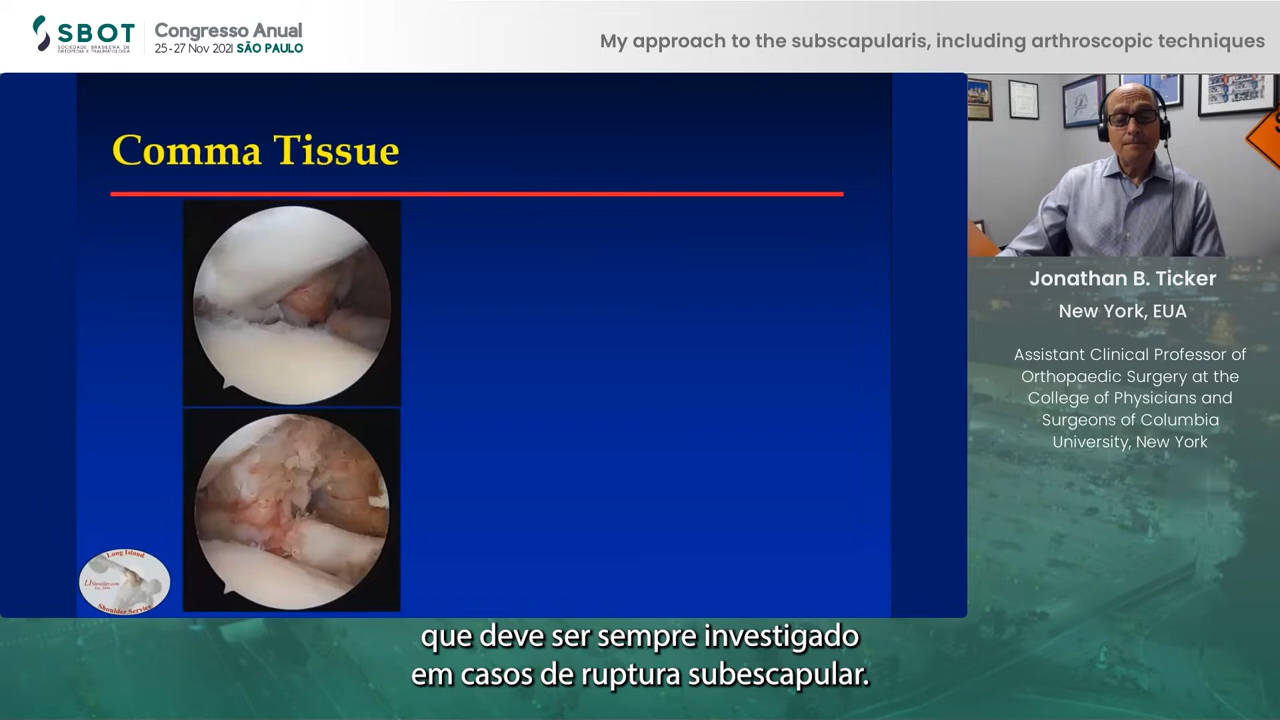 SBOT
SOCIEDADE BRASILEIRA DE
ORTOPEDIA E TRAUMATOLOGIA
Congresso Anual
25-27 Nov 2021 SÃO PAULO
My approach to the subscapularis, including arthroscopic techniques
Comma Tissue
Jonathan B. Ticker
New York, EUA
Assistant Clinical Professor of
Orthopaedic Surgery at the
College of Physicians and
Surgeons of Columbia
University, New York
Long Island
LIShoulder.com
Shoulder Service
que deve ser sempre investigado
em casos de ruptura subescapular.